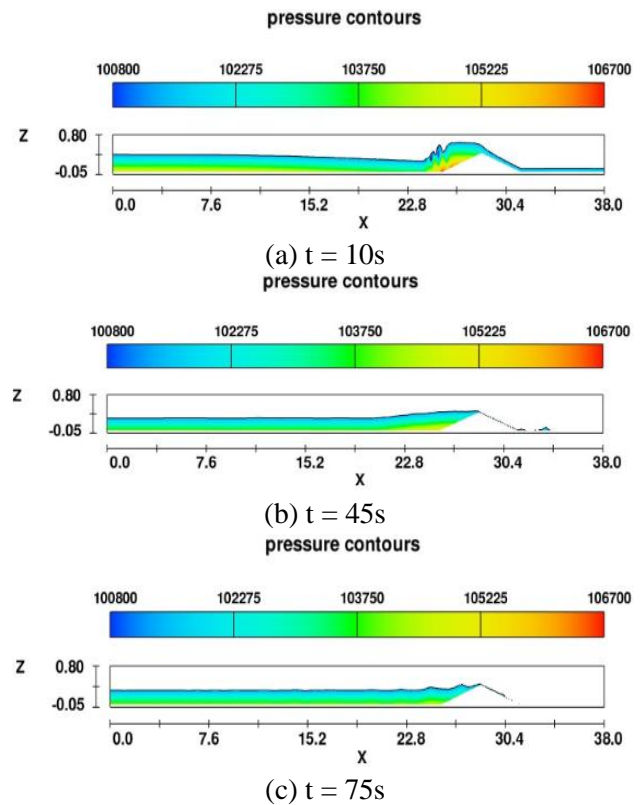 pressure contours
100800 102275 103750 105225 106700
Z 0.80
-0.05
0.0 7.6 15.2 22.8 30.4 38.0
X
(a) t = 10s
pressure contours
100800 102275 103750 105225 106700
Z 0.80
-0.05
0.0 7.6 15.2 22.8 30.4 38.0
X
(b) t = 45s
pressure contours
100800 102275 103750 105225 106700
Z 0.80
-0.05
0.0 7.6 15.2 22.8 30.4 38.0
X
(c) t = 75s